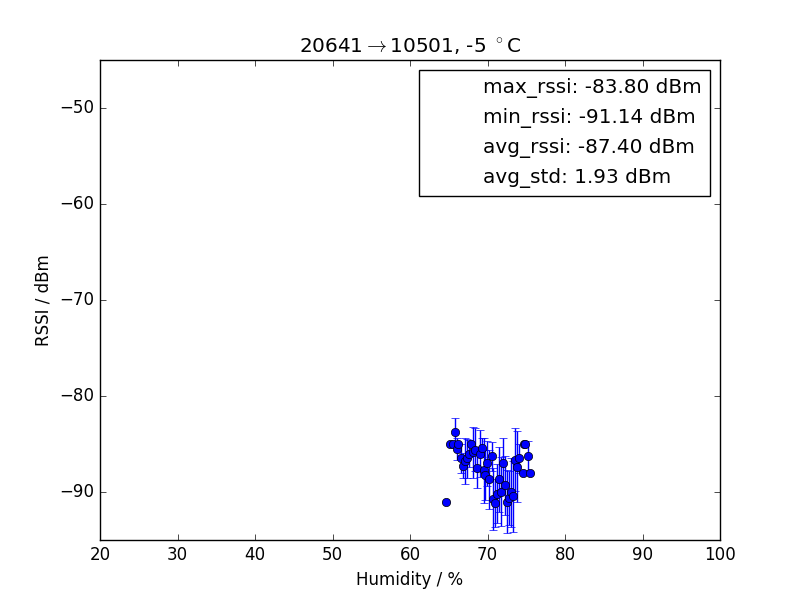 20641→10501, -5 °C
max_rssi: -83.80 dBm
min_rssi: -91.14 dBm
avg_rssi: -87.40 dBm
avg_std: 1.93 dBm
−50
−60
−70
−80
−90
RSSI / dBm
20 30 40 50 60 70 80 90 100
Humidity / %